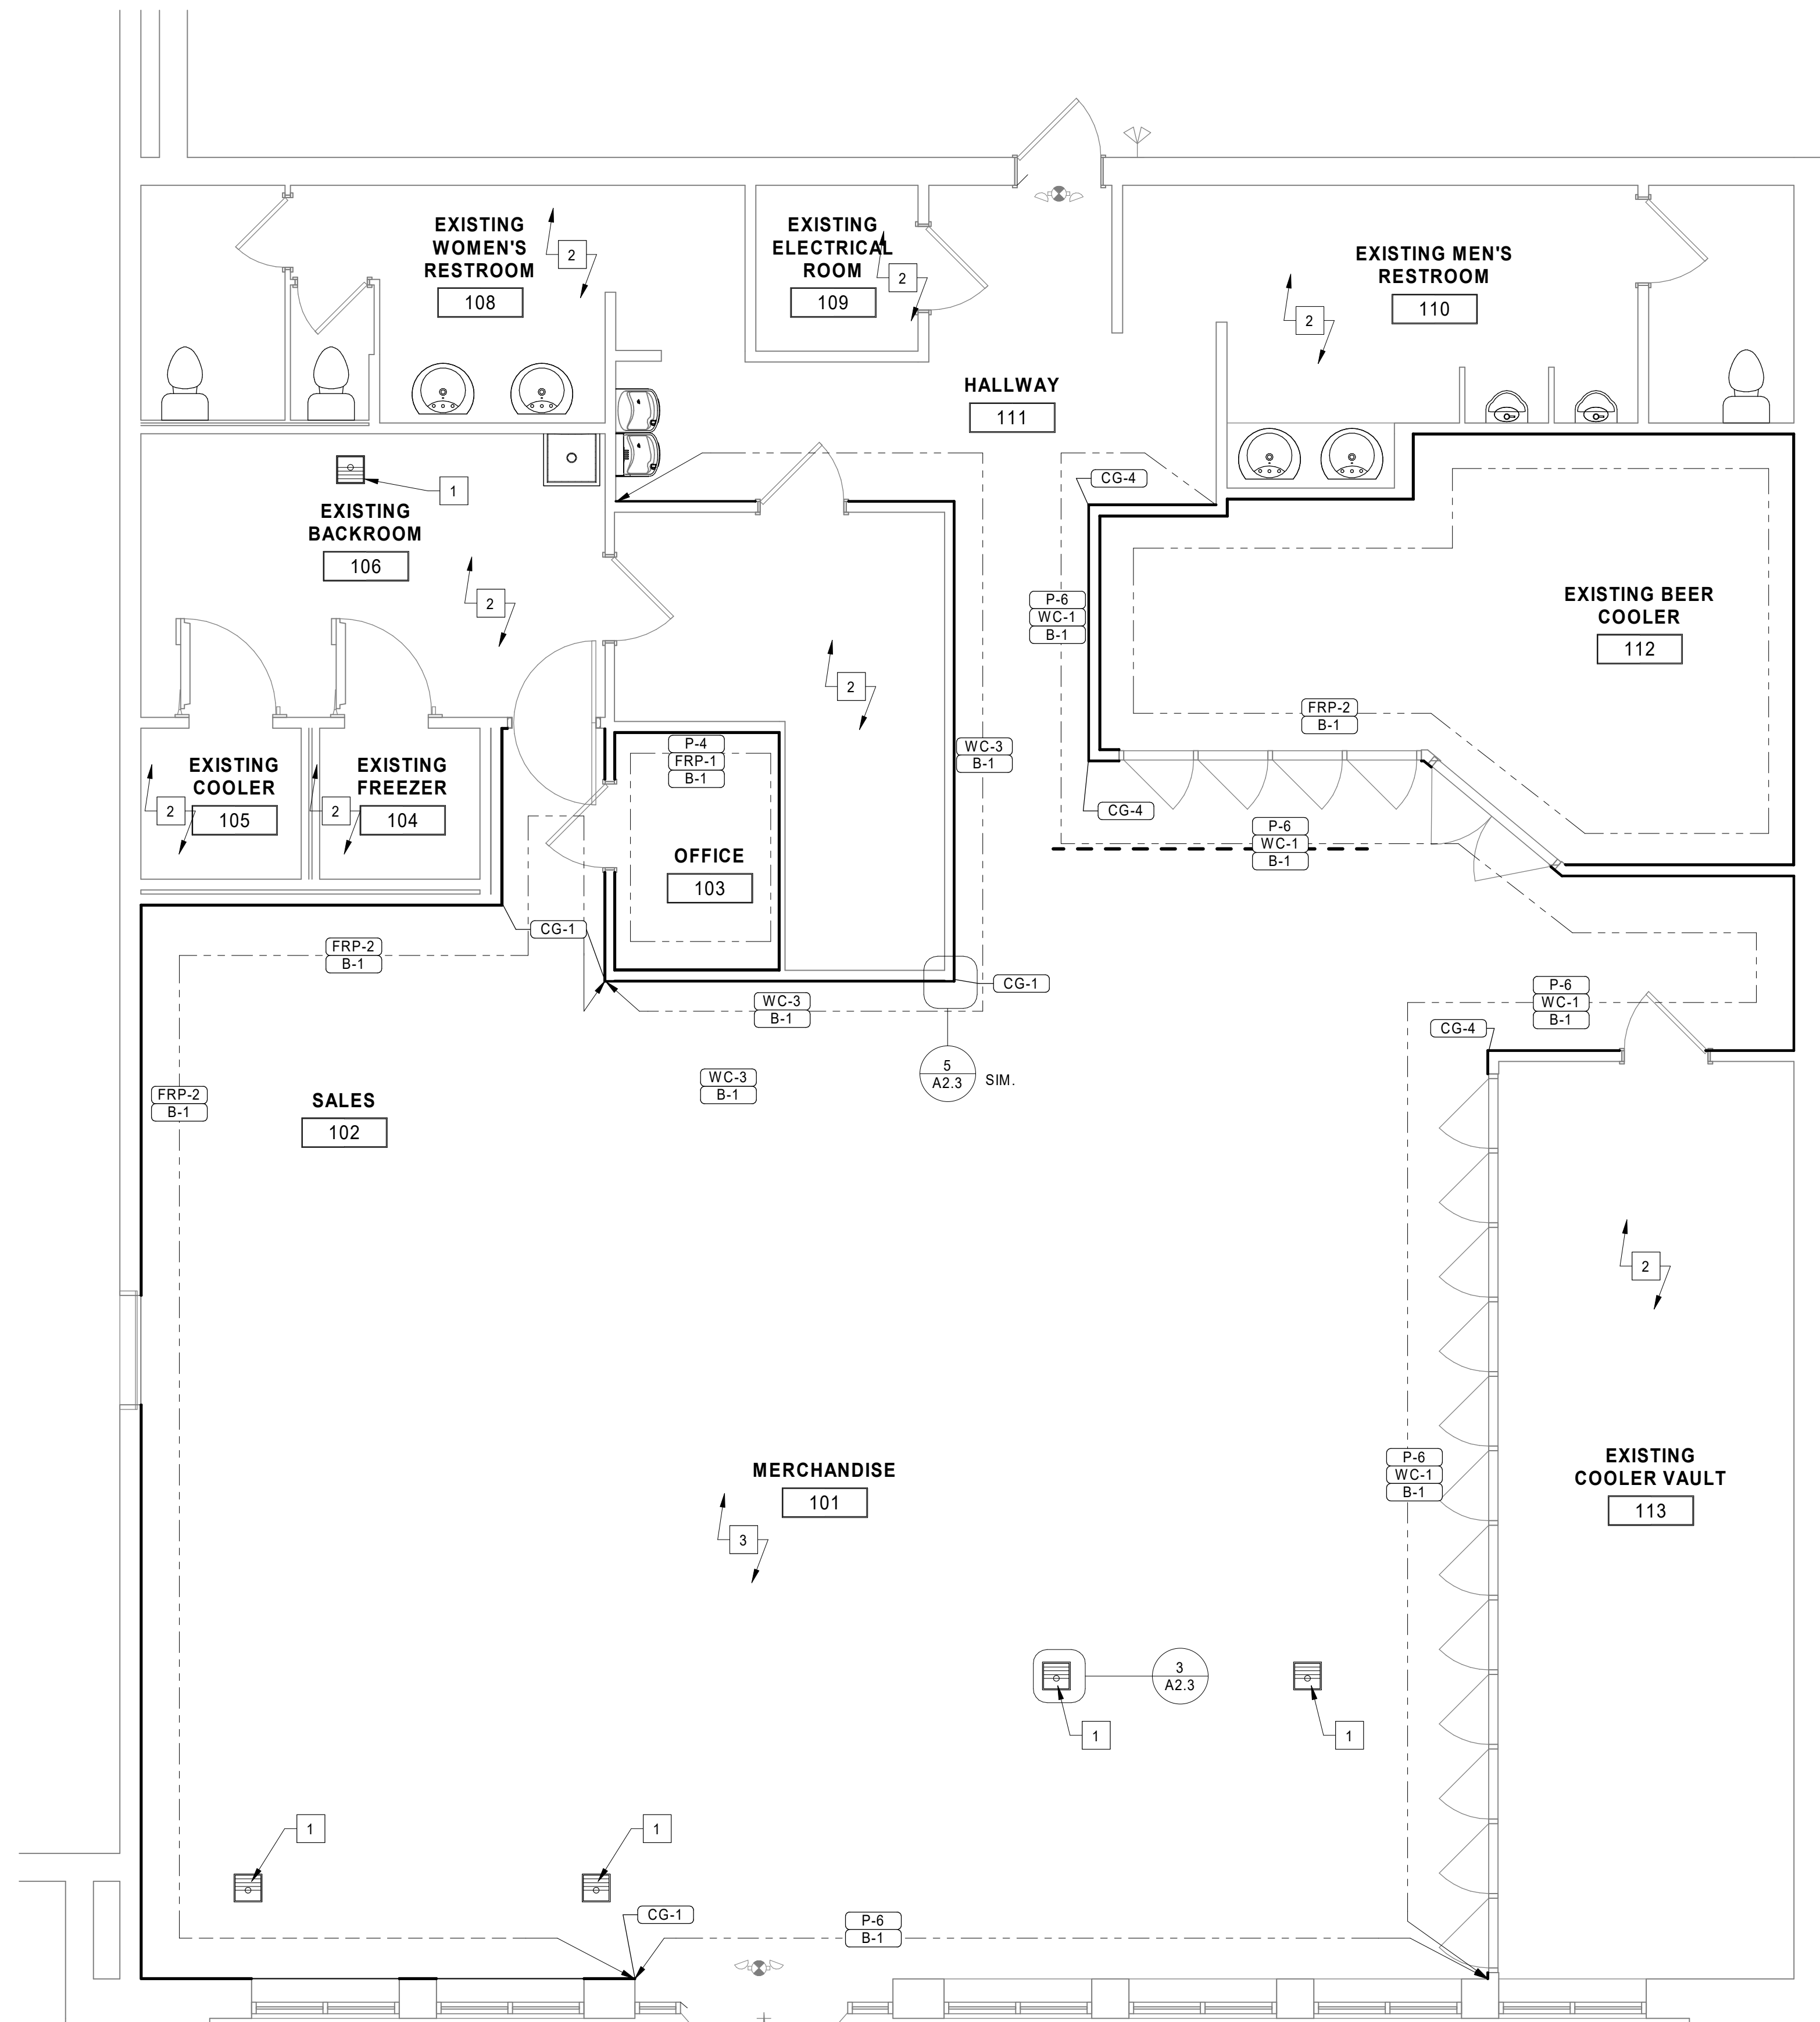 EXISTING
WOMEN'S
RESTROOM
108
2
EXISTING
ELECTRICAL
ROOM
109
2
EXISTING MEN'S
RESTROOM
110
2
HALLWAY
111
1
EXISTING
BACKROOM
106
2
CG-4
P-6
WC-1
B-1
EXISTING BEER
COOLER
112
2
FRP-2
B-1
WC-3
B-1
P-4
FRP-1
B-1
EXISTING
COOLER
105
2
EXISTING
FREEZER
104
2
CG-4
P-6
WC-1
B-1
OFFICE
103
CG-1
FRP-2
B-1
CG-1
WC-3
B-1
P-6
WC-1
B-1
CG-4
5
A2.3
SIM.
WC-3
B-1
FRP-2
B-1
SALES
102
2
P-6
WC-1
B-1
EXISTING
COOLER VAULT
113
MERCHANDISE
101
3
3
A2.3
1
1
1
1
CG-1
P-6
B-1